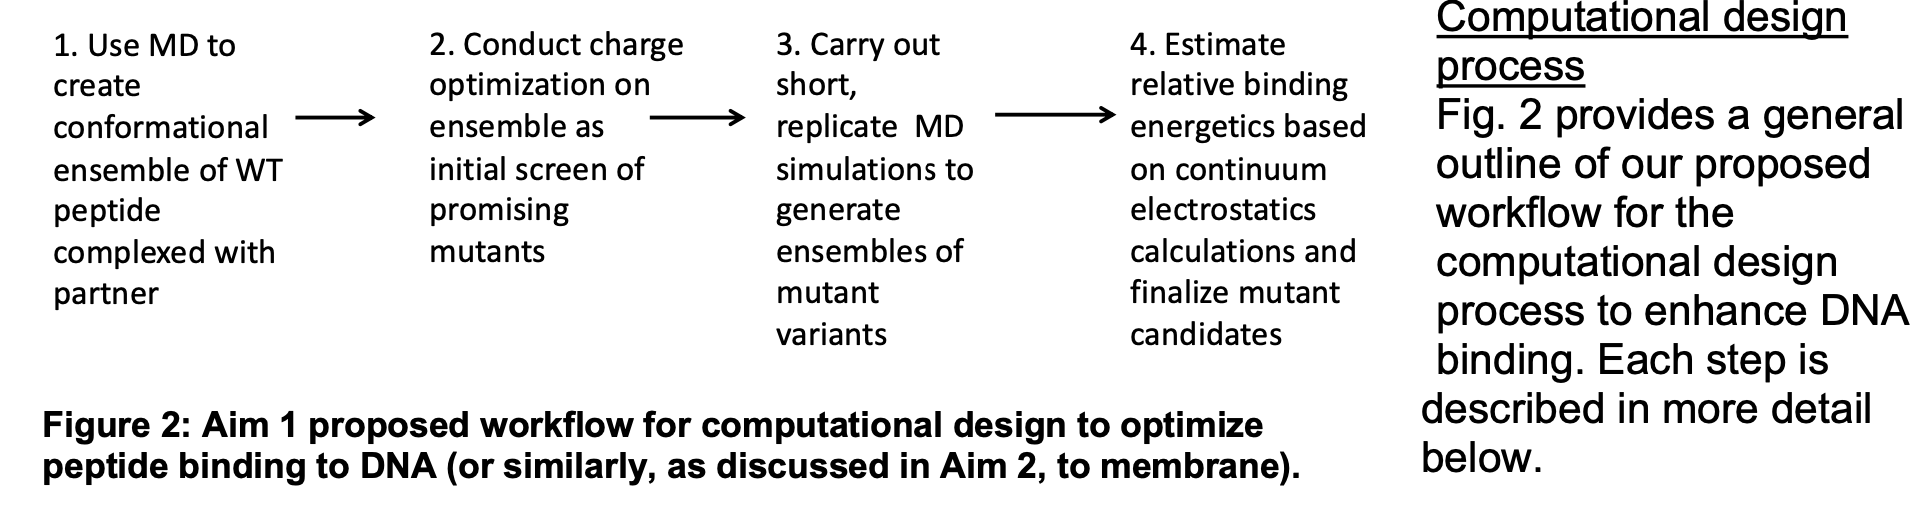 1. Use MD to
create
conformational
ensemble of WT
peptide
complexed with
partner
2. Conduct charge
optimization on
ensemble as
initial screen of
promising
mutants
3. Carry out
short,
replicate MD
simulations to
generate
ensembles of
mutant
variants
4. Estimate
relative binding
energetics based
on continuum
electrostatics
calculations and
finalize mutant
candidates
Figure 2: Aim 1 proposed workflow for computational design to optimize
peptide binding to DNA (or similarly, as discussed in Aim 2, to membrane).
Computational design
process
Fig. 2 provides a general
outline of our proposed
workflow for the
computational design
process to enhance DNA
binding. Each step is
described in more detail
below.